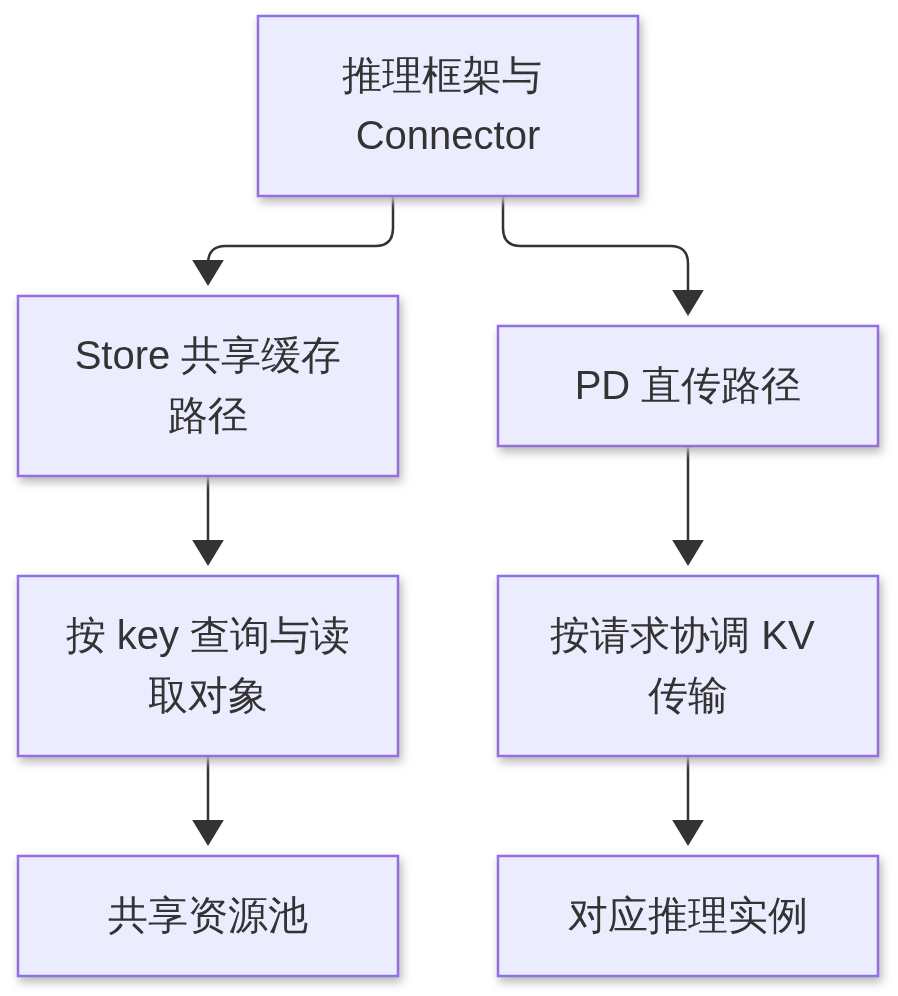 推理框架与
Connector
Store 共享缓存
路径
PD 直传路径
按 key 查询与读
取对象
按请求协调 KV
传输
共享资源池
对应推理实例